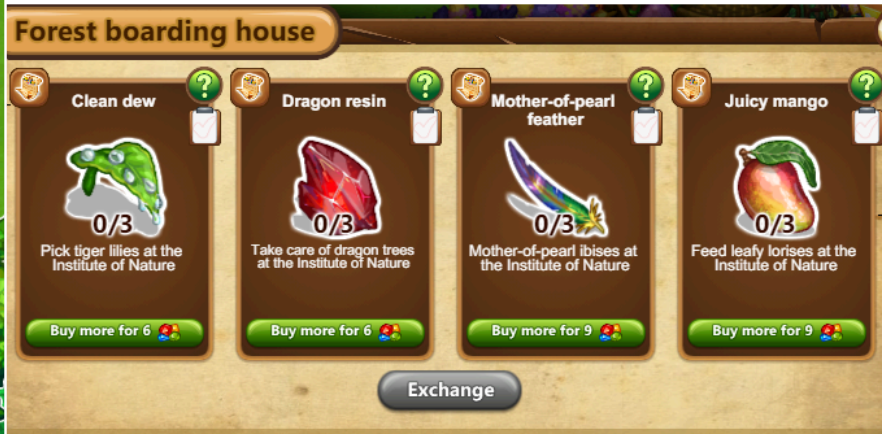 Forest boarding house
Clean dew
0/3
Pick tiger lilies at the
Institute of Nature
Buy more for 6
Dragon resin
0/3
Take care of dragon trees
at the Institute of Nature
Buy more for 6
Mother-of-pearl
feather
0/3
Mother-of-pearl ibises at
the Institute of Nature
Buy more for 9
Juicy mango
0/3
Feed leafy lorises at the
Institute of Nature
Buy more for 9
Exchange